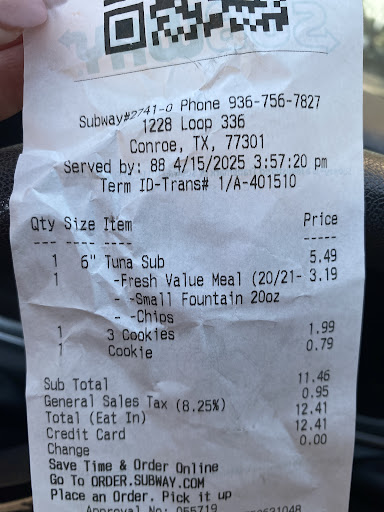 Subway#2741-0 Phone 936-756-7827
1228 Loop 336
Conroe, TX, 77301
Served by: 88 4/15/2025 3:57:20 pm
Term ID-Trans# 1/A-401510
Qty Size Item Price
--- ---- ---- -----
1 6" Tuna Sub 5.49
1 -Fresh Value Meal (20/21- 3.19
- -Small Fountain 20oz
- -Chips
1 3 Cookies 1.99
1 Cookie 0.79
Sub Total 11.46
General Sales Tax (8.25%) 0.95
Total (Eat In) 12.41
Credit Card 12.41
Change 0.00
Save Time & Order Online
Go To ORDER.SUBWAY.COM
Place an Order. Pick it up
Approval No: 055719